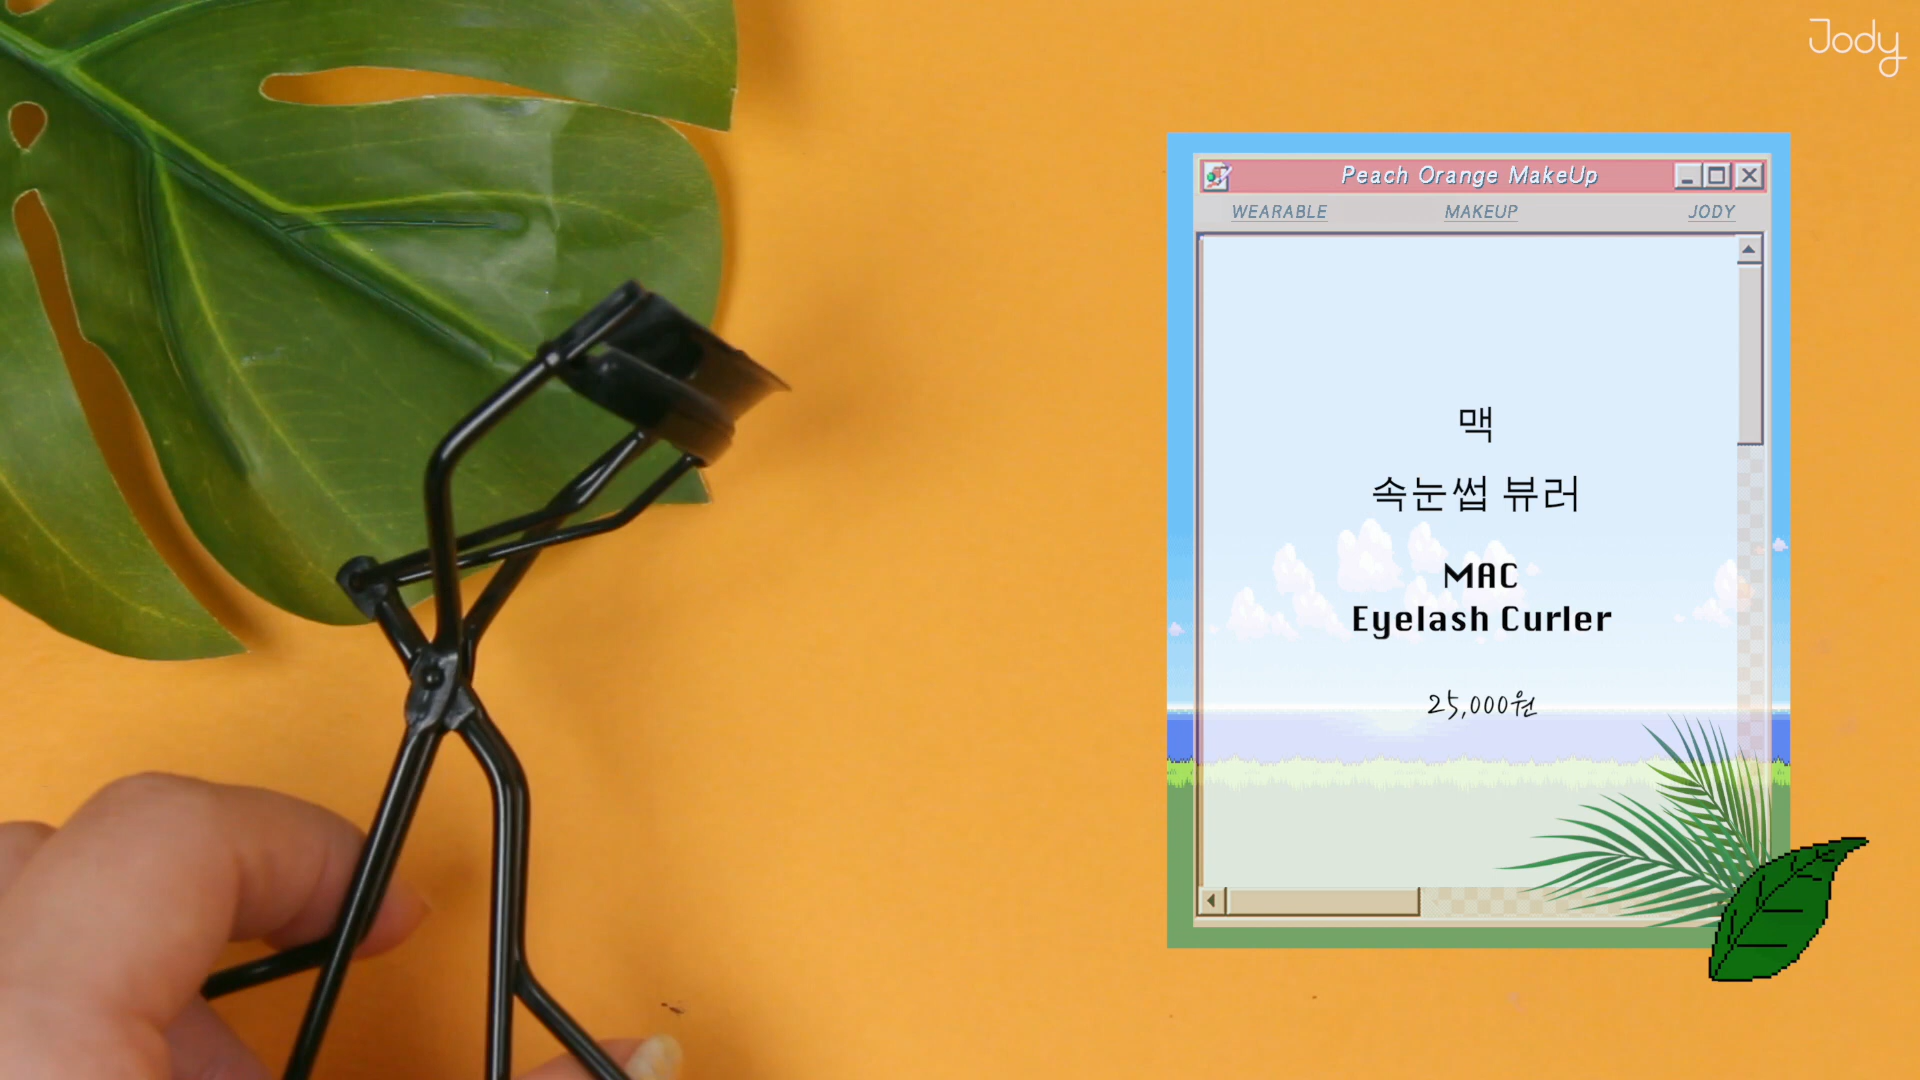 Jody
Peach Orange MakeUp
WEARABLE MAKEUP JODY
맥
속눈썹 뷰러
MAC
Eyelash Curler
25,000원